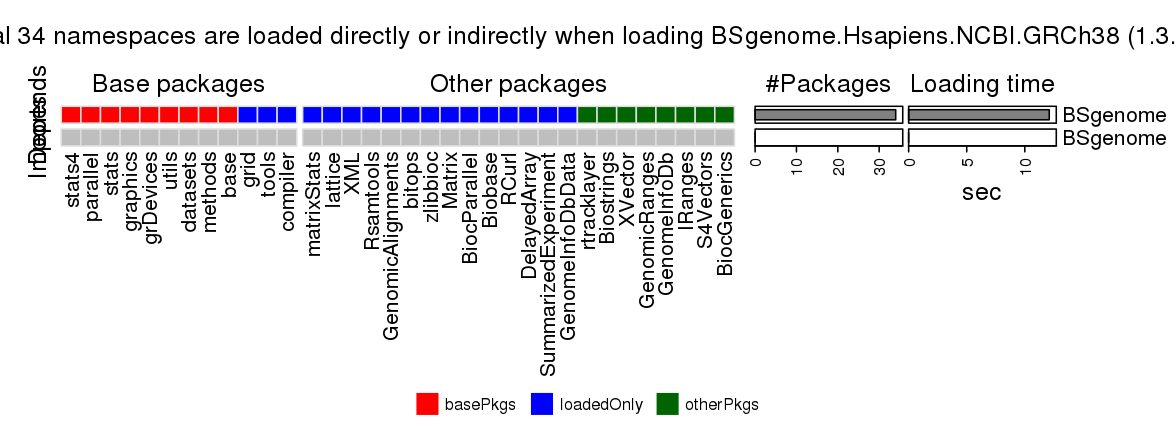 al 34 namespaces are loaded directly or indirectly when loading BSgenome.Hsapiens.NCBI.GRCh38 (1.3.
Base packages
Other packages
#Packages
Loading time
Depends
Imports
BSgenome
BSgenome
stats4
parallel
stats
graphics
grDevices
utils
datasets
methods
base
grid
tools
compiler
matrixStats
lattice
XML
Rsamtools
GenomicAlignments
bitops
zlibbioc
Matrix
BiocParallel
Biobase
RCurl
DelayedArray
SummarizedExperiment
GenomeInfoDbData
rtracklayer
Biostrings
XVector
GenomicRanges
GenomeInfoDb
IRanges
S4Vectors
BiocGenerics
0 10 20 30
0 5 10
sec
basePkgs loadedOnly otherPkgs